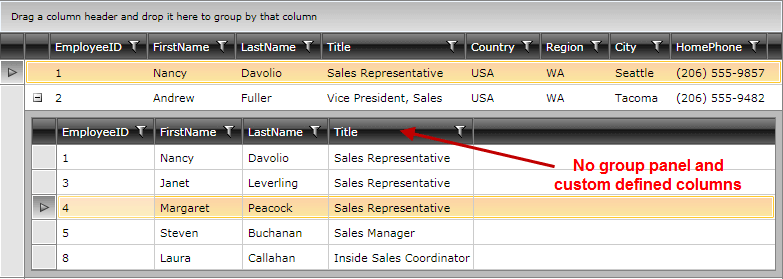 Drag a column header and drop it here to group by that column
EmployeeID FirstName LastName Title Country Region City HomePhone
1 Nancy Davolio Sales Representative USA WA Seattle (206) 555-9857
2 Andrew Fuller Vice President, Sales USA WA Tacoma (206) 555-9482
EmployeeID FirstName LastName Title
1 Nancy Davolio Sales Representative
3 Janet Leverling Sales Representative
4 Margaret Peacock Sales Representative
5 Steven Buchanan Sales Manager
8 Laura Callahan Inside Sales Coordinator
No group panel and
custom defined columns